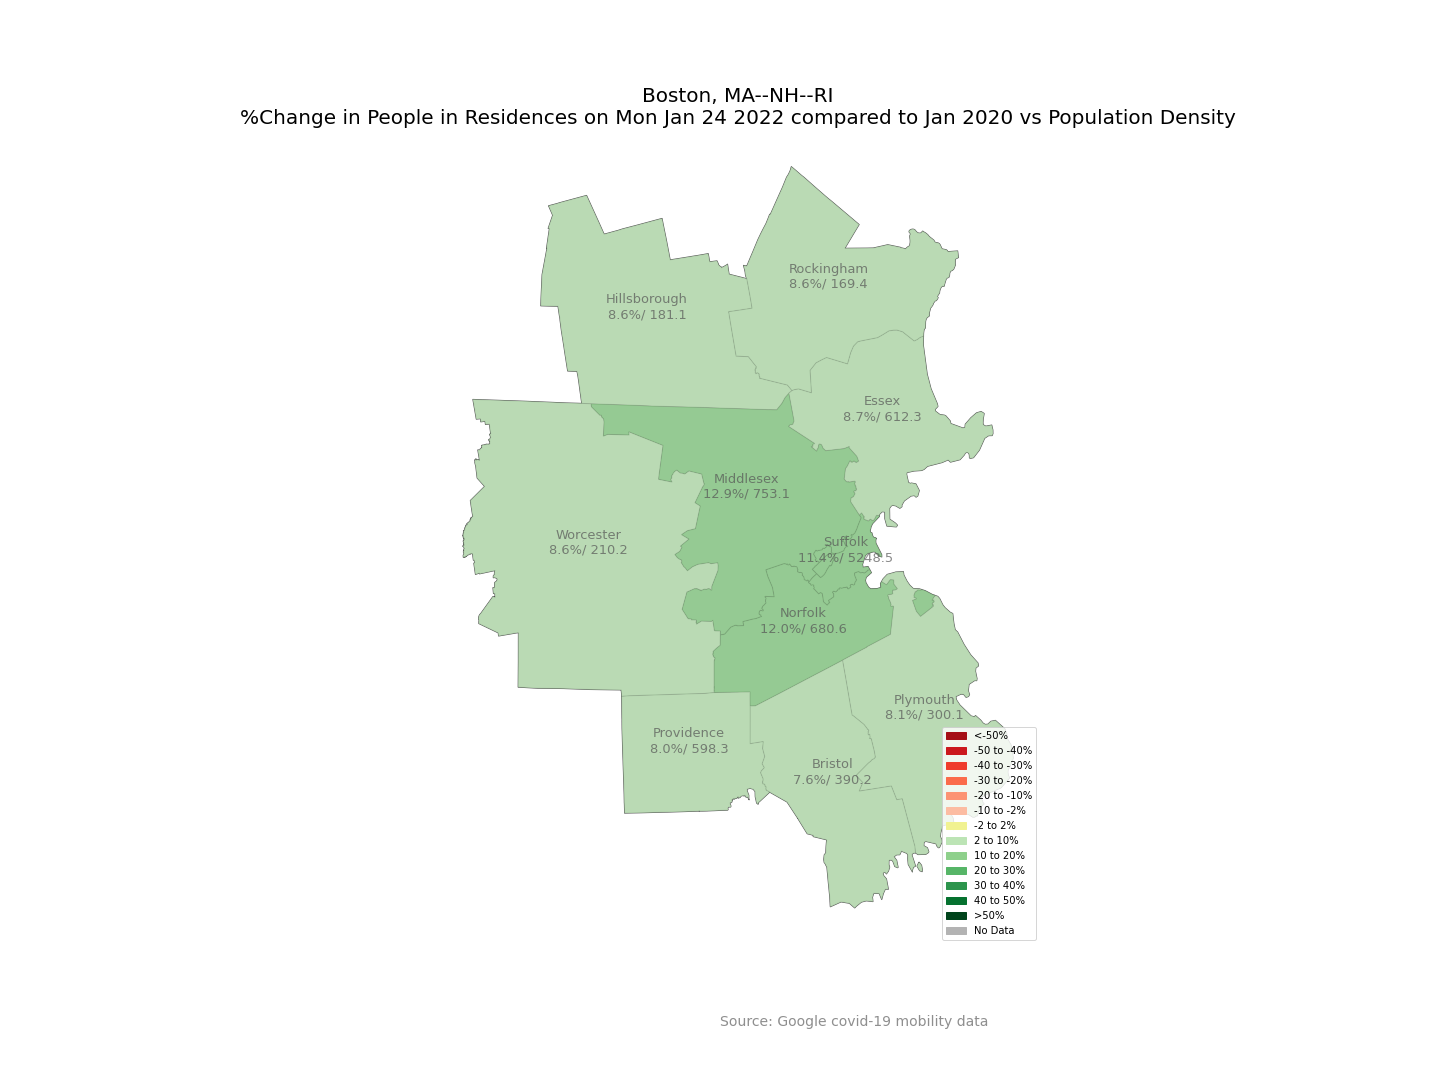 Boston, MA--NH--RI
%Change in People in Residences on Mon Jan 24 2022 compared to Jan 2020 vs Population Density
Rockingham
8.6%/ 169.4
Hillsborough
8.6%/ 181.1
Essex
8.7%/ 612.3
Middlesex
12.9%/ 753.1
Worcester
8.6%/ 210.2
Suffolk
11.4%/ 5248.5
Norfolk
12.0%/ 680.6
Plymouth
8.1%/ 300.1
Providence
8.0%/ 598.3
Bristol
7.6%/ 390.2
<-50%
-50 to -40%
-40 to -30%
-30 to -20%
-20 to -10%
-10 to -2%
-2 to 2%
2 to 10%
10 to 20%
20 to 30%
30 to 40%
40 to 50%
>50%
No Data
Source: Google covid-19 mobility data